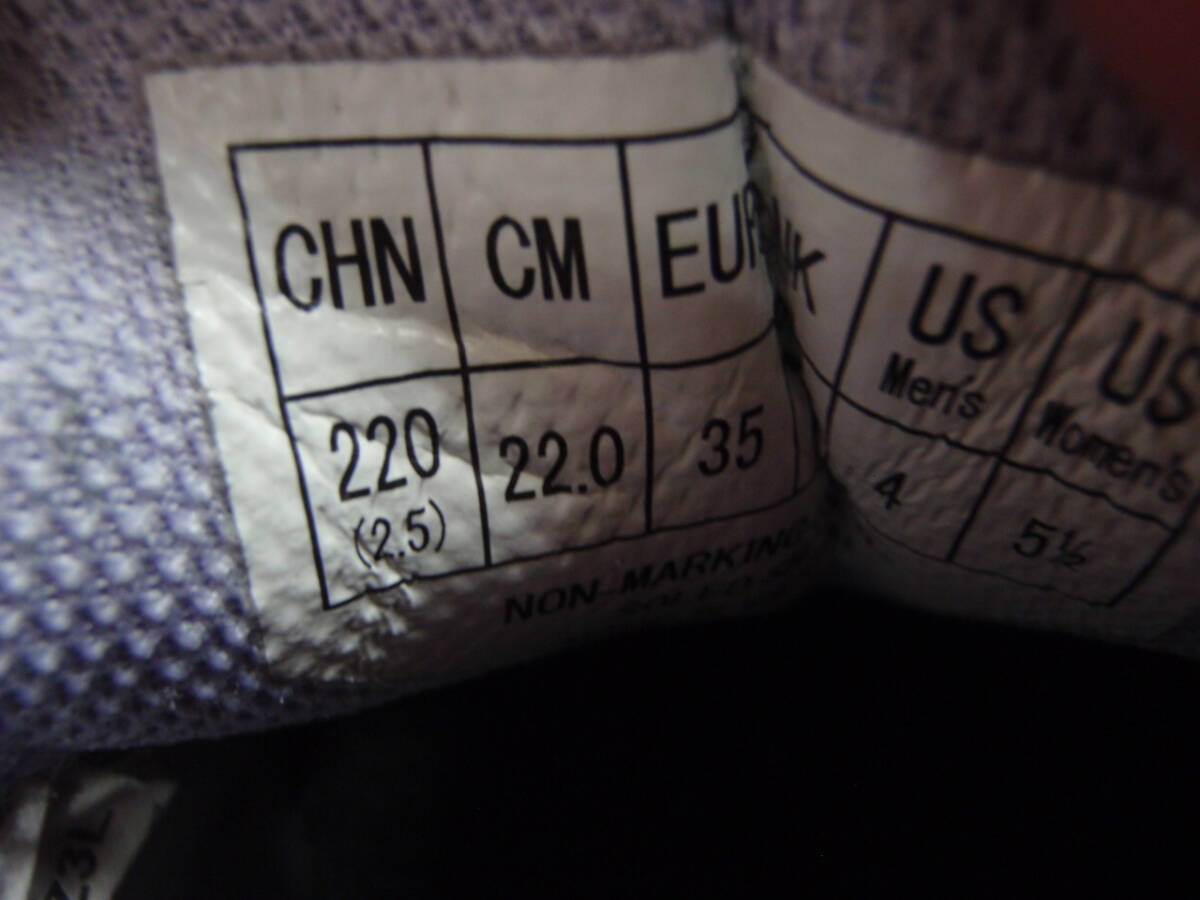 CHN CM EUR UK US Men's US Women's
220 (2.5) 22.0 35 4 5½
NON-MARKING
23L